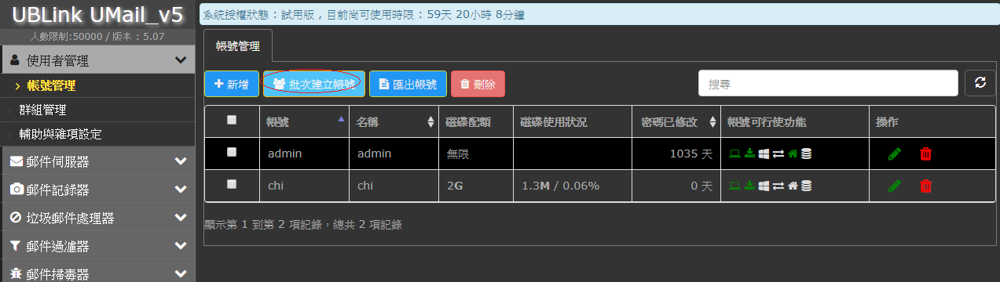 UBLink UMail_v5
人數限制:50000 / 版本 : 5.07
使用者管理
帳號管理
群組管理
輔助與雜項設定
郵件伺服器
郵件記錄器
垃圾郵件處理器
郵件過濾器
郵件掃毒器
系統授權狀態 : 試用版 , 目前尚可使用時限 : 59天 20小時 8分鐘
帳號管理
新增 批次建立帳號 匯出帳號 刪除 搜尋
帳號 名稱 磁碟配額 磁碟使用狀況 密碼已修改 帳號可行使功能 操作
admin admin 無限 1035 天
chi chi 2G 1.3M / 0.06% 0 天
顯示第 1 到第 2 項記錄，總共 2 項記錄